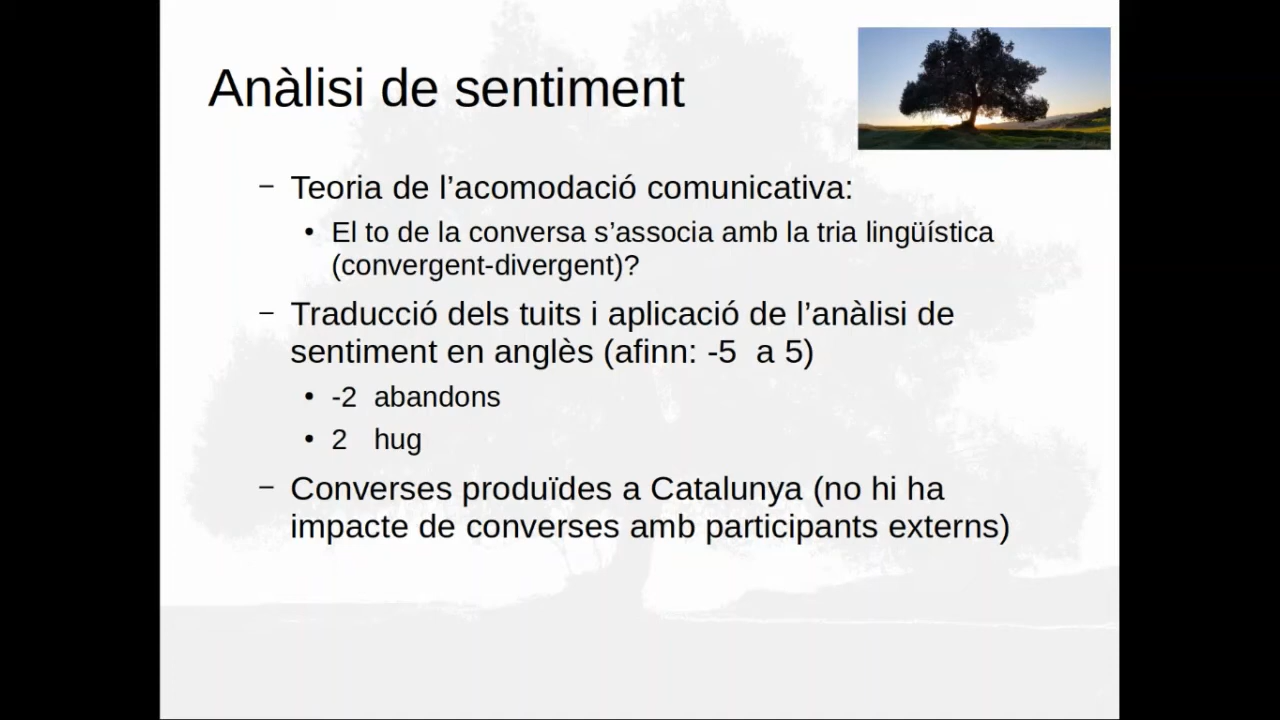 Anàlisi de sentiment
– Teoria de l’acomodació comunicativa:
• El to de la conversa s’associa amb la tria lingüística
(convergent-divergent)?
– Traducció dels tuits i aplicació de l’anàlisi de
sentiment en anglès (afinn: -5 a 5)
• -2 abandons
• 2 hug
– Converses produïdes a Catalunya (no hi ha
impacte de converses amb participants externs)